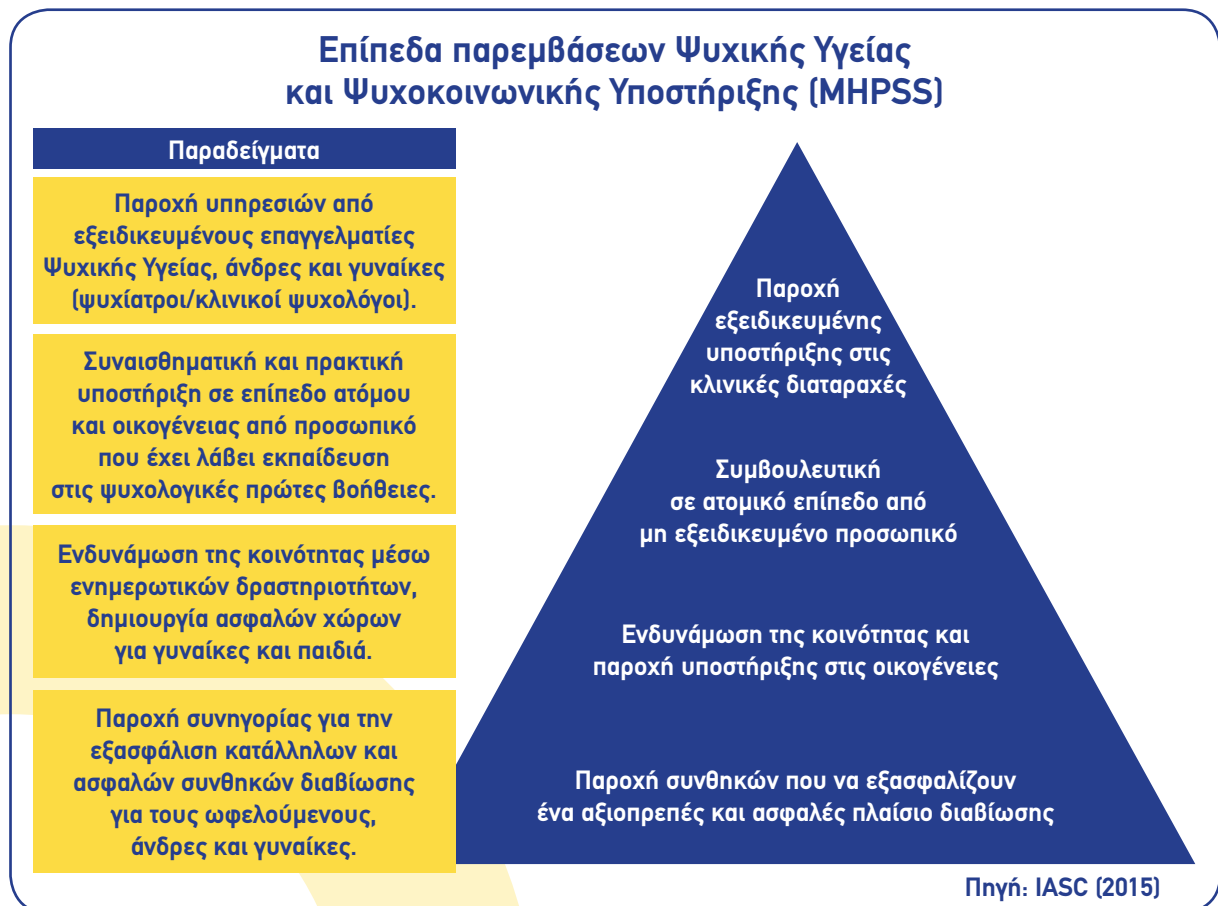 Επίπεδα παρεμβάσεων Ψυχικής Υγείας
και Ψυχοκοινωνικής Υποστήριξης (MHPSS)
Παραδείγματα
Παροχή υπηρεσιών από
εξειδικευμένους επαγγελματίες
Ψυχικής Υγείας, άνδρες και γυναίκες
(ψυχίατροι/κλινικοί ψυχολόγοι).
Συναισθηματική και πρακτική
υποστήριξη σε επίπεδο ατόμου
και οικογένειας από προσωπικό
που έχει λάβει εκπαίδευση
στις ψυχολογικές πρώτες βοήθειες.
Ενδυνάμωση της κοινότητας μέσω
ενημερωτικών δραστηριοτήτων,
δημιουργία ασφαλών χώρων
για γυναίκες και παιδιά.
Παροχή συνηγορίας για την
εξασφάλιση κατάλληλων και
ασφαλών συνθηκών διαβίωσης
για τους ωφελούμενους,
άνδρες και γυναίκες.
Παροχή
εξειδικευμένης
υποστήριξης στις
κλινικές διαταραχές
Συμβουλευτική
σε ατομικό επίπεδο από
μη εξειδικευμένο προσωπικό
Ενδυνάμωση της κοινότητας και
παροχή υποστήριξης στις οικογένειες
Παροχή συνθηκών που να εξασφαλίζουν
ένα αξιοπρεπές και ασφαλές πλαίσιο διαβίωσης
Πηγή: IASC (2015)